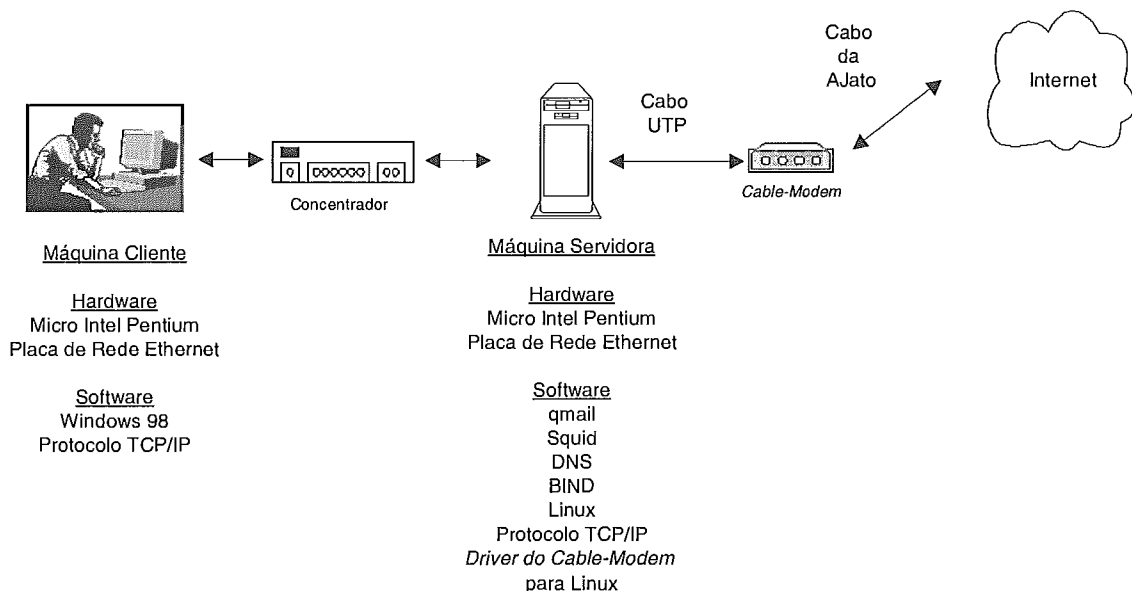 Cabo
da
AJato
Internet
Cabo
UTP
Concentrador
Cable-Modem
Máquina Cliente
Hardware
Micro Intel Pentium
Placa de Rede Ethernet
Software
Windows 98
Protocolo TCP/IP
Máquina Servidora
Hardware
Micro Intel Pentium
Placa de Rede Ethernet
Software
qmail
Squid
DNS
BIND
Linux
Protocolo TCP/IP
Driver do Cable-Modem
para Linux